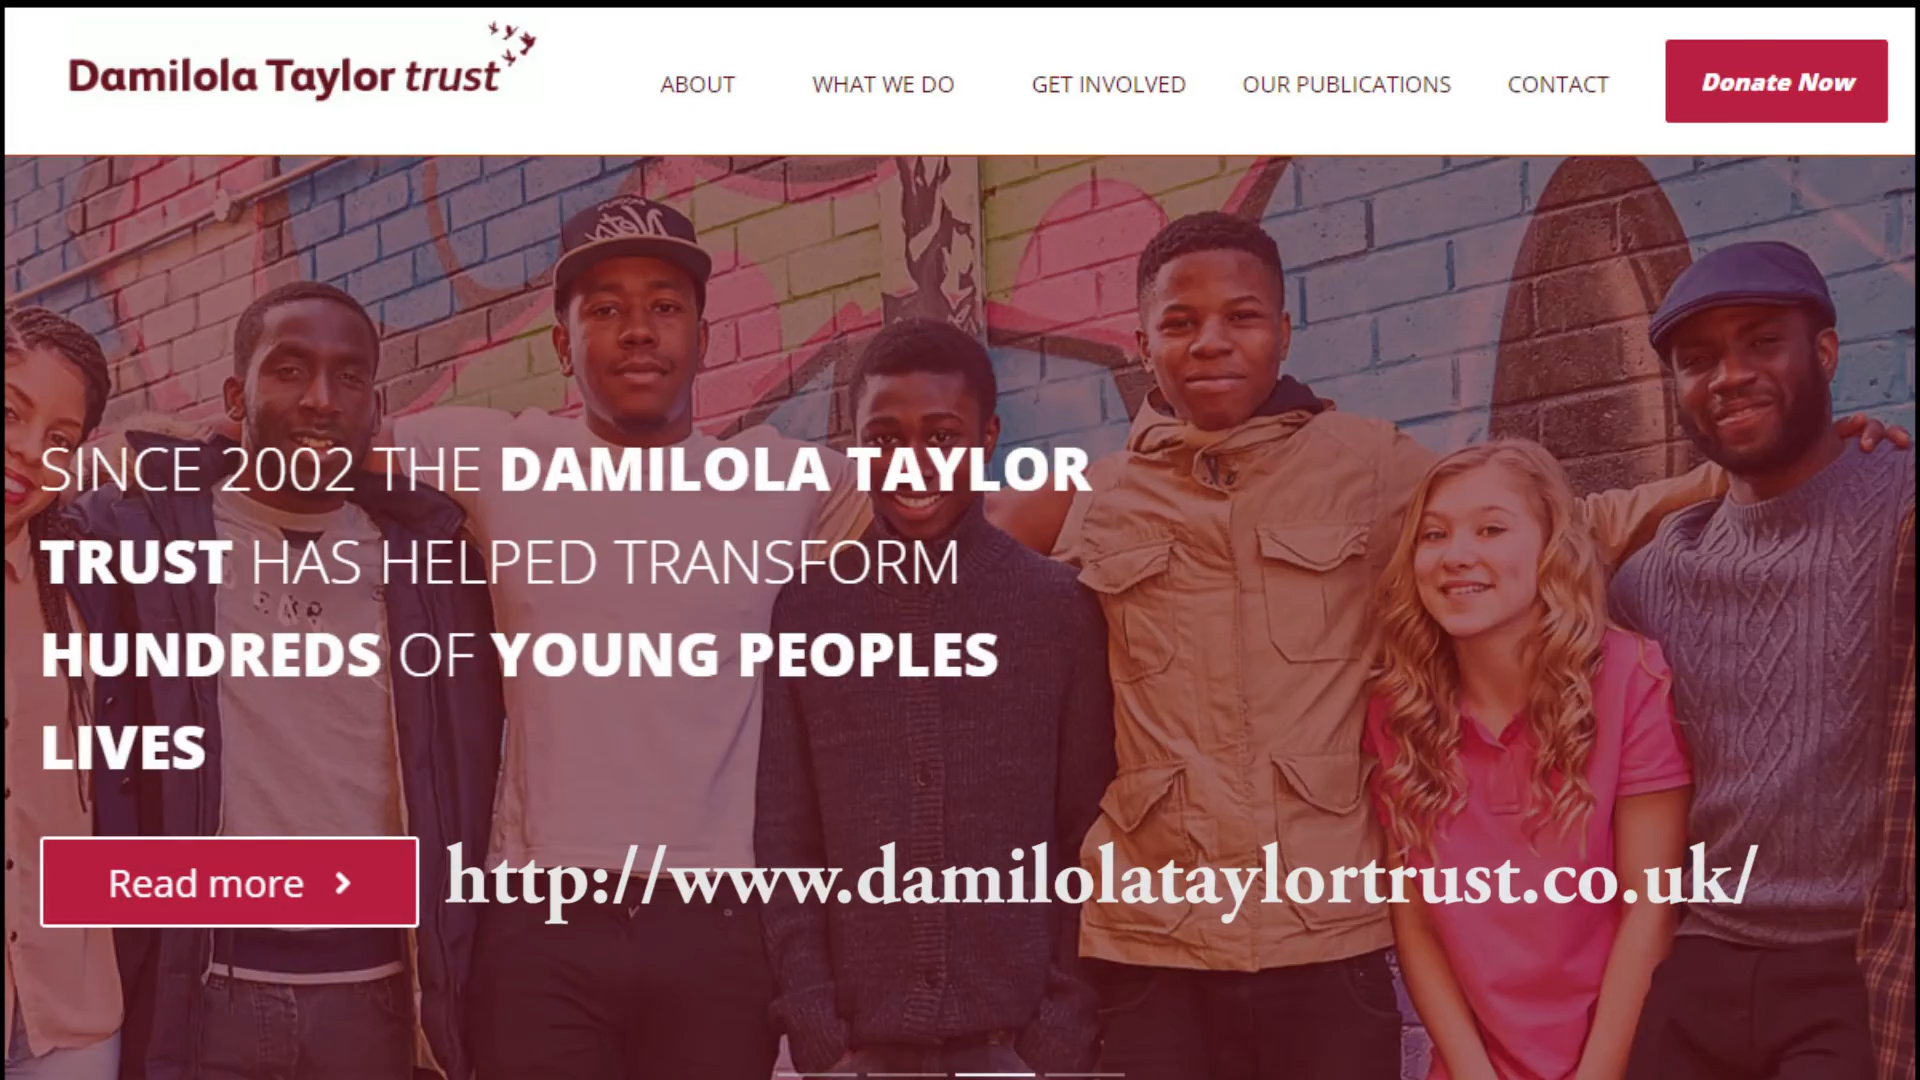 Damilola Taylor trust
ABOUT
WHAT WE DO
GET INVOLVED
OUR PUBLICATIONS
CONTACT
Donate Now
SINCE 2002 THE DAMILOLA TAYLOR
TRUST HAS HELPED TRANSFORM
HUNDREDS OF YOUNG PEOPLES
LIVES
Read more
http://www.damilolataylortrust.co.uk/